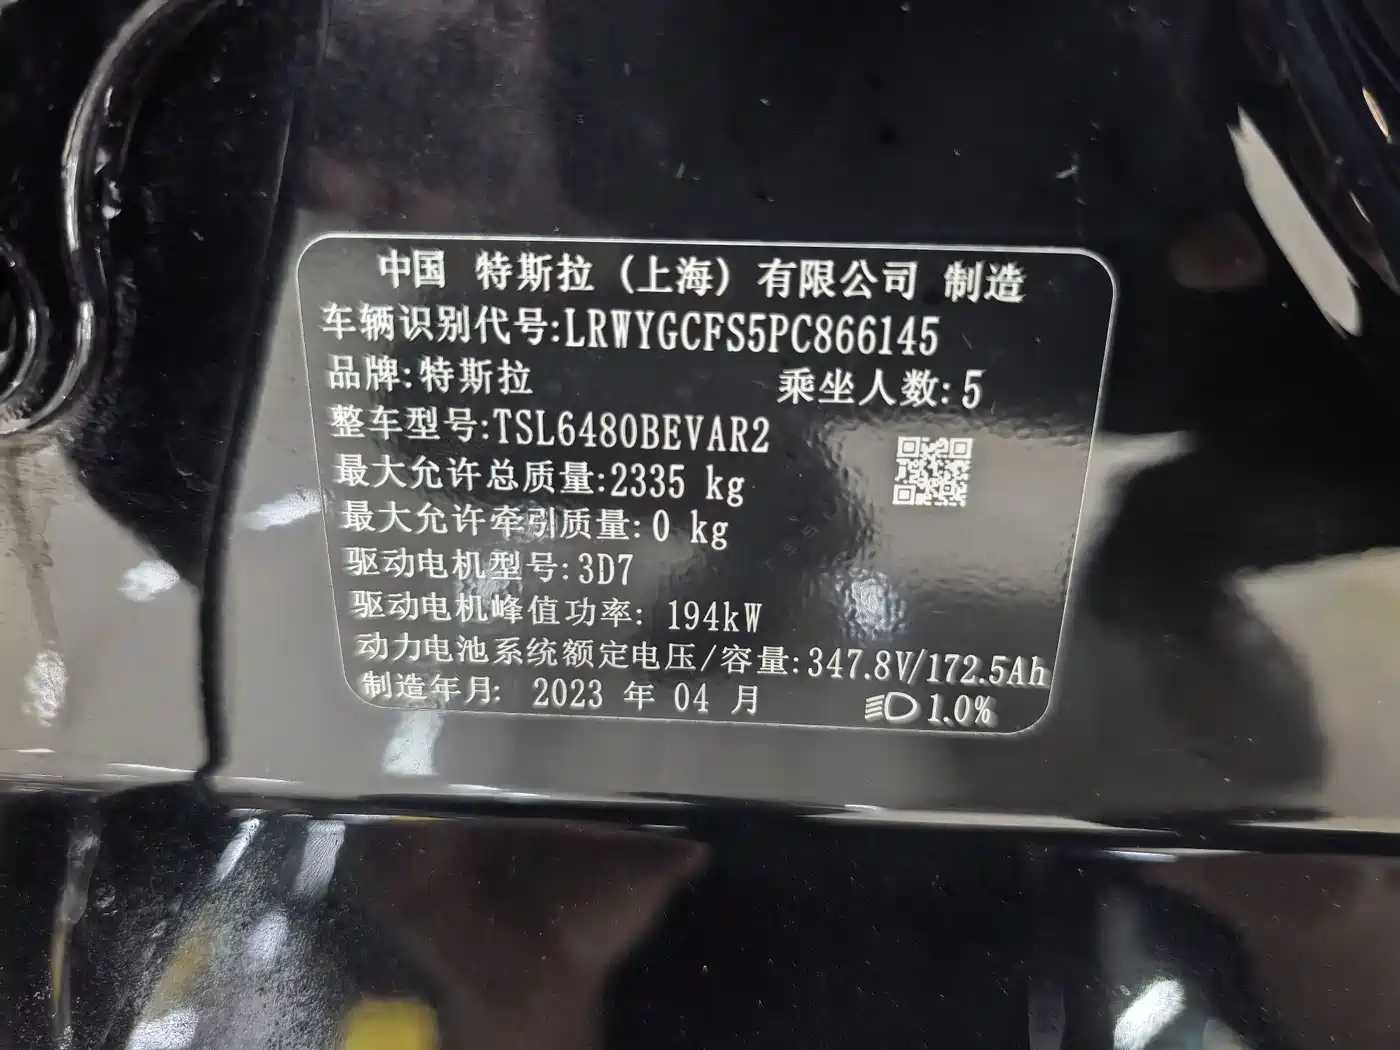 中国 特斯拉（上海）有限公司 制造
车辆识别代号:LRWYGCFS5PC866145
品牌:特斯拉 乘坐人数:5
整车型号:TSL6480BEVAR2
最大允许总质量:2335 kg
最大允许牵引质量:0 kg
驱动电机型号:3D7
驱动电机峰值功率: 194kW
动力电池系统额定电压/容量:347.8V/172.5Ah
制造年月: 2023 年 04 月 1.0%